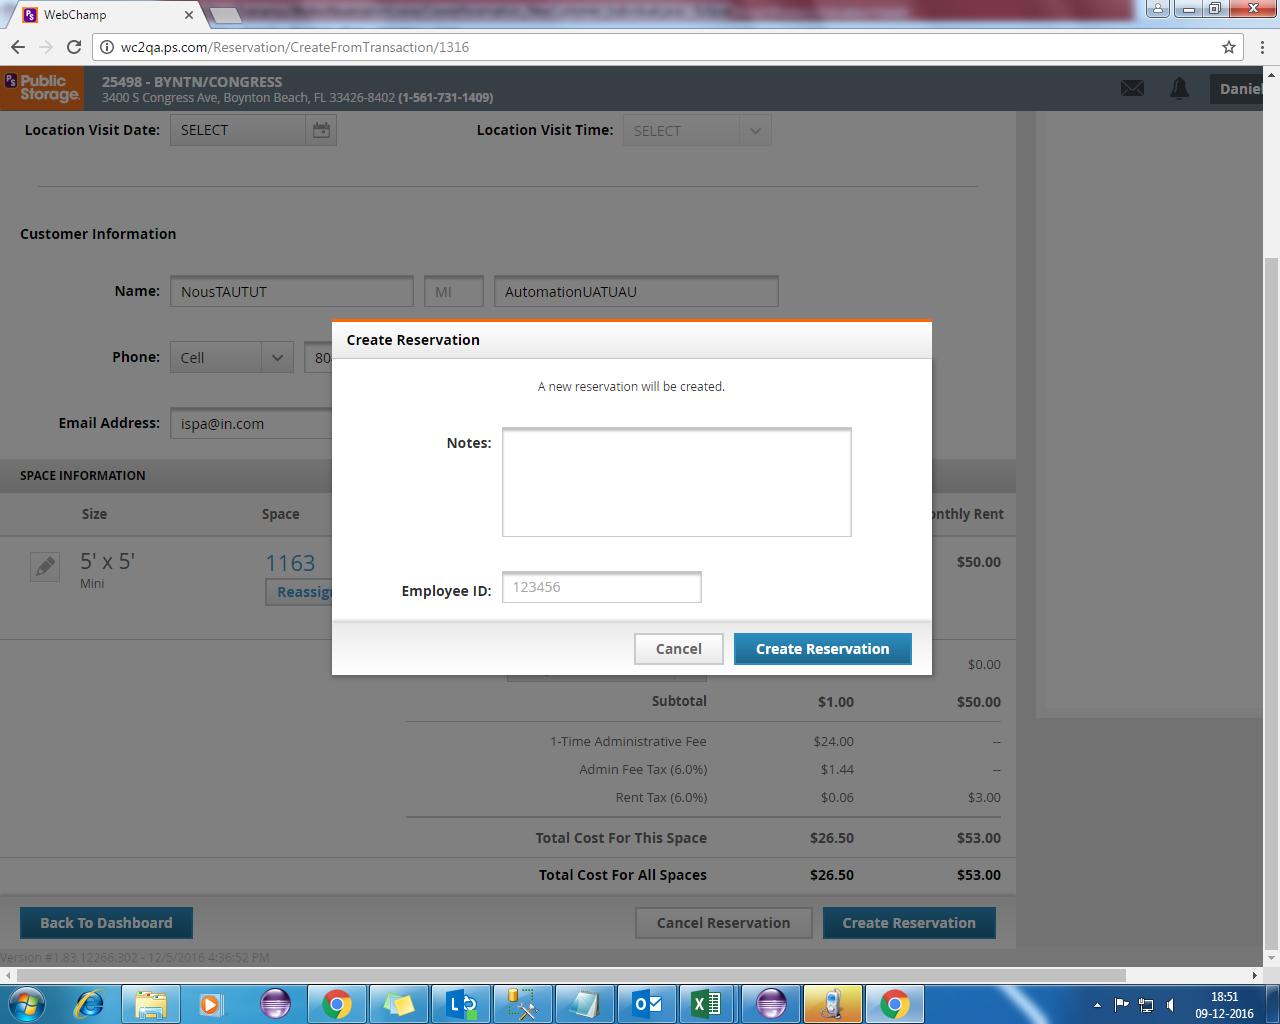 WebChamp
wc2qa.ps.com/Reservation/CreateFromTransaction/1316
PS Public Storage.
25498 - BYNTN/CONGRESS
3400 S Congress Ave, Boynton Beach, FL 33426-8402 (1-561-731-1409)
Daniel
Location Visit Date: SELECT Location Visit Time: SELECT
Customer Information
Name: NousTAUTUT MI AutomationUATUAU
Create Reservation
Phone: Cell 80
A new reservation will be created.
Email Address: ispa@in.com
Notes:
SPACE INFORMATION
Size Space onthly Rent
5' x 5' 1163 $50.00
Mini
Reassig
Employee ID: 123456
Cancel Create Reservation
$0.00
Subtotal $1.00 $50.00
1-Time Administrative Fee $24.00 --
Admin Fee Tax (6.0%) $1.44 --
Rent Tax (6.0%) $0.06 $3.00
Total Cost For This Space $26.50 $53.00
Total Cost For All Spaces $26.50 $53.00
Back To Dashboard Cancel Reservation Create Reservation
Version #1.83.12266.302 - 12/5/2016 4:36:52 PM
18:51
09-12-2016